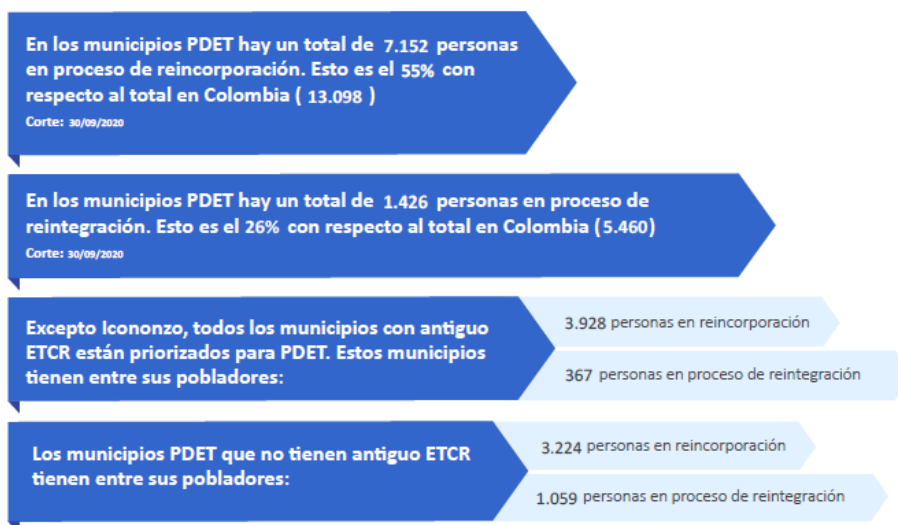 En los municipios PDET hay un total de 7.152 personas
en proceso de reincorporación. Esto es el 55% con
respecto al total en Colombia ( 13.098 )
Corte: 30/09/2020
En los municipios PDET hay un total de 1.426 personas en proceso de
reintegración. Esto es el 26% con respecto al total en Colombia (5.460)
Corte: 30/09/2020
Excepto Icononzo, todos los municipios con antiguo
ETCR están priorizados para PDET. Estos municipios
tienen entre sus pobladores:
3.928 personas en reincorporación
367 personas en proceso de reintegración
Los municipios PDET que no tienen antiguo ETCR
tienen entre sus pobladores:
3.224 personas en reincorporación
1.059 personas en proceso de reintegración